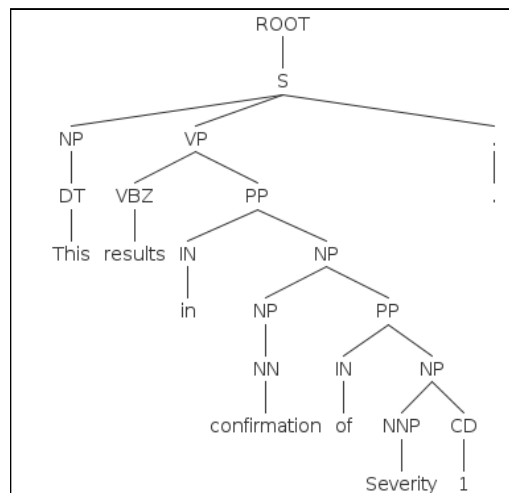 ROOT
S
NP VP .
DT VBZ PP .
This results IN NP
in NP PP
NN IN NP
confirmation of NNP CD
Severity 1